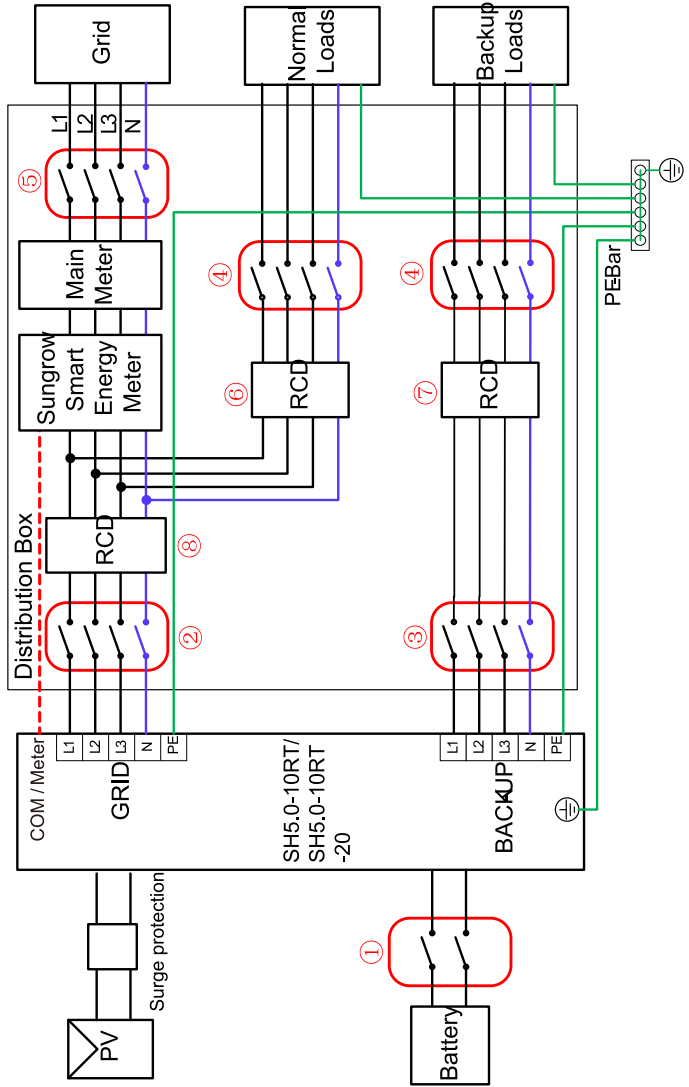 Grid
Normal
Loads
Backup
Loads
L1
L2
L3
N
⑤
Main
Meter
④
④
PEBar
Sungrow
Smart
Energy
Meter
⑥
RCD
⑦
RCD
Distribution Box
RCD
⑧
②
③
COM / Meter
L1
L2
L3
N
PE
GRID
SH5.0-10RT/
SH5.0-10RT
-20
L1
L2
L3
N
PE
BACKUP
Surge protection
①
PV
Battery